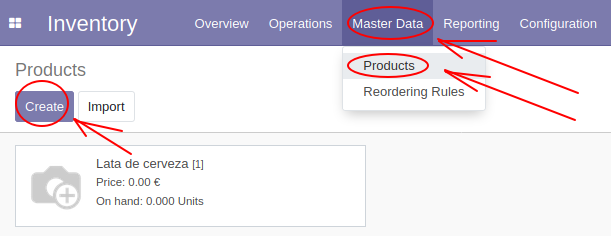 Inventory Overview Operations Master Data Reporting Configuration
Products
Products
Reordering Rules
Create Import
Lata de cerveza [1]
Price: 0.00 €
On hand: 0.000 Units